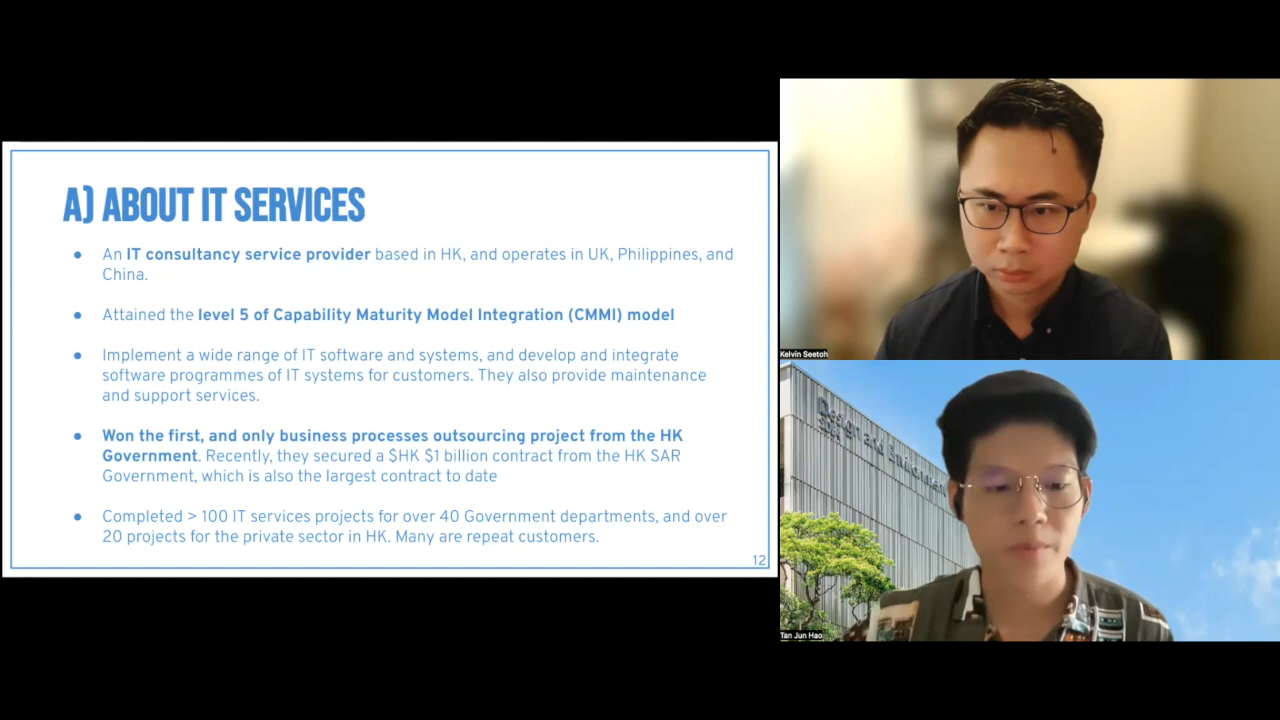 A) ABOUT IT SERVICES
● An IT consultancy service provider based in HK, and operates in UK, Philippines, and
China.
● Attained the level 5 of Capability Maturity Model Integration (CMMI) model
● Implement a wide range of IT software and systems, and develop and integrate
software programmes of IT systems for customers. They also provide maintenance
and support services.
● Won the first, and only business processes outsourcing project from the HK
Government. Recently, they secured a $HK $1 billion contract from the HK SAR
Government, which is also the largest contract to date
● Completed > 100 IT services projects for over 40 Government departments, and over
20 projects for the private sector in HK. Many are repeat customers.
12
Kelvin Seetoh
Design and Environment
Tan Jun Hao